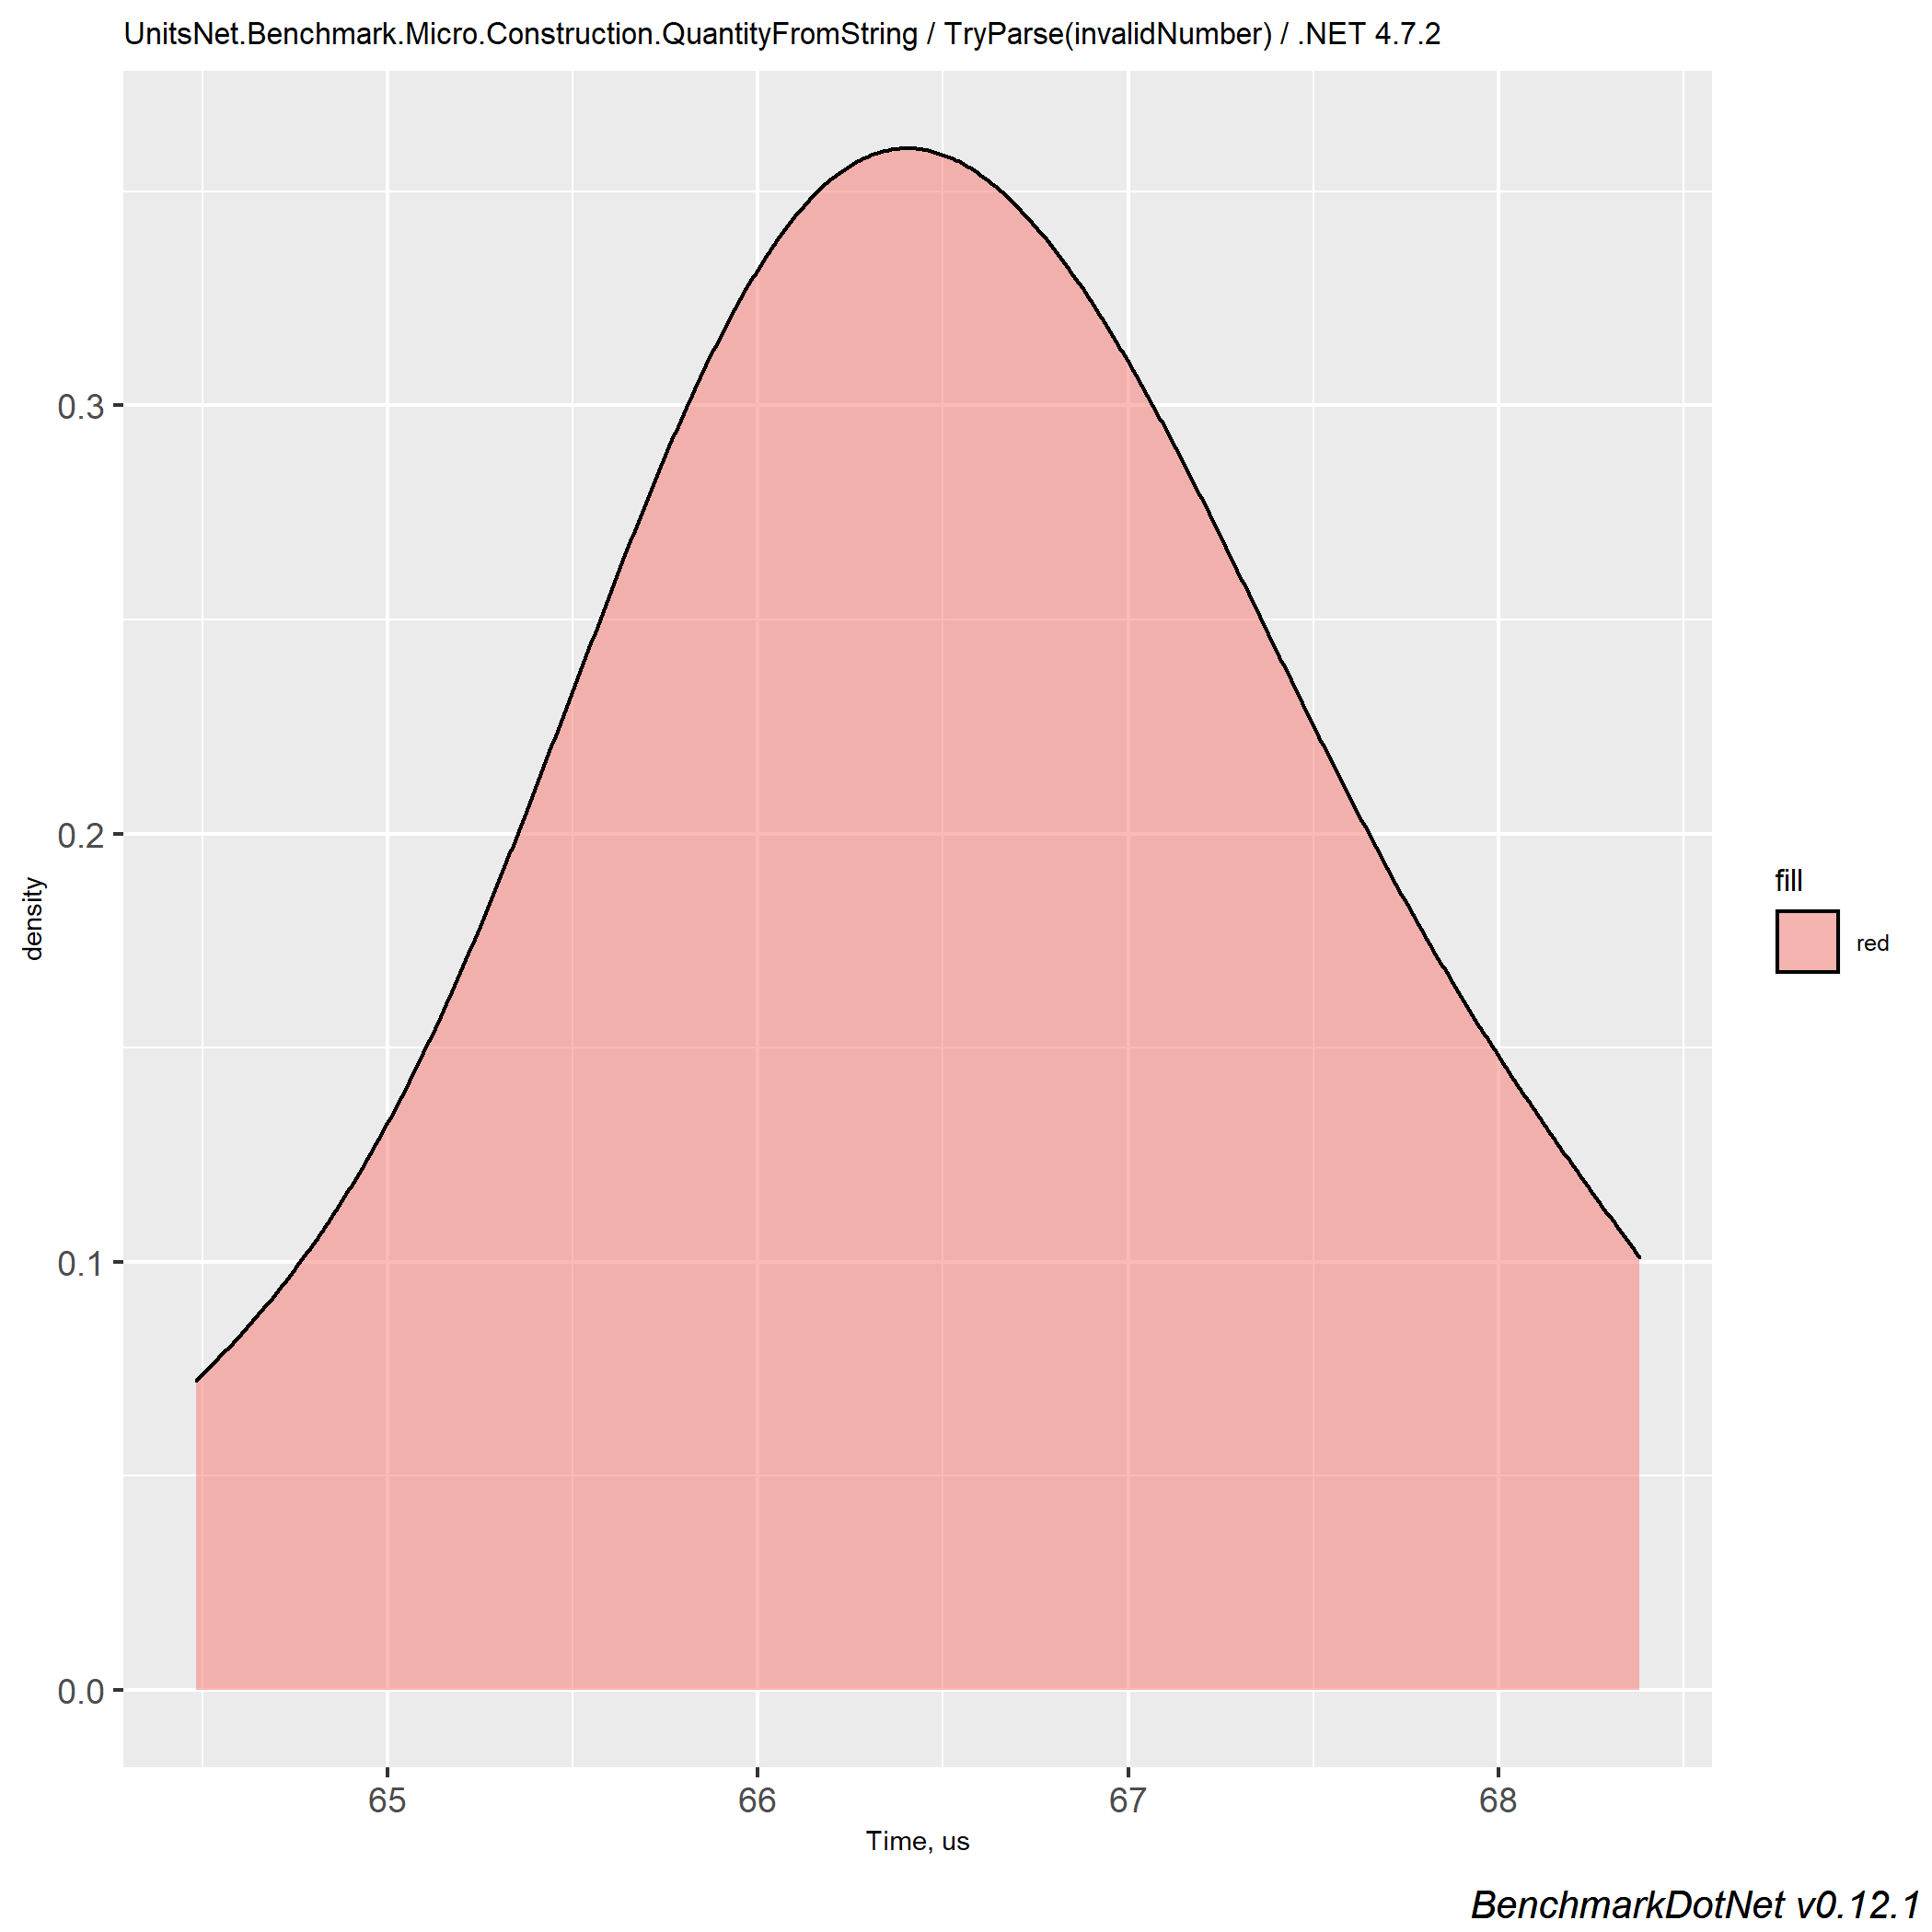 UnitsNet.Benchmark.Micro.Construction.QuantityFromString / TryParse(invalidNumber) / .NET 4.7.2
0.3
0.2
0.1
0.0
density
65 66 67 68
Time, us
fill
red
BenchmarkDotNet v0.12.1